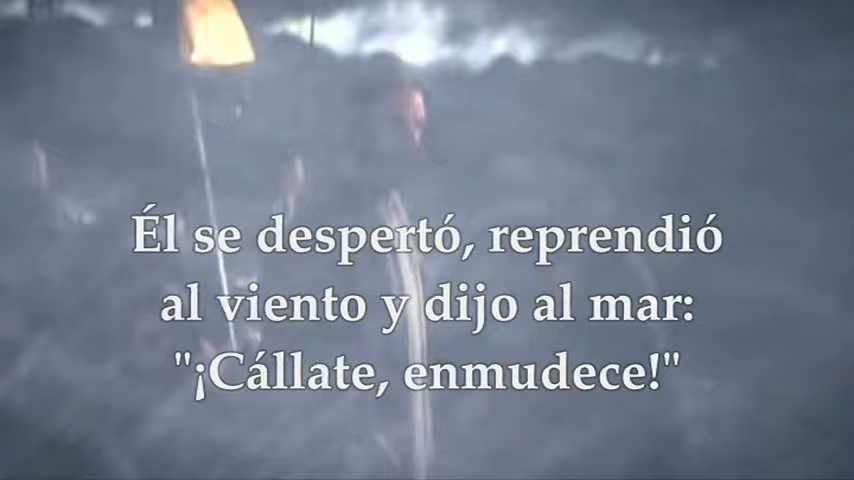 Él se despertó, reprendió
al viento y dijo al mar:
"¡Cállate, enmudece!"